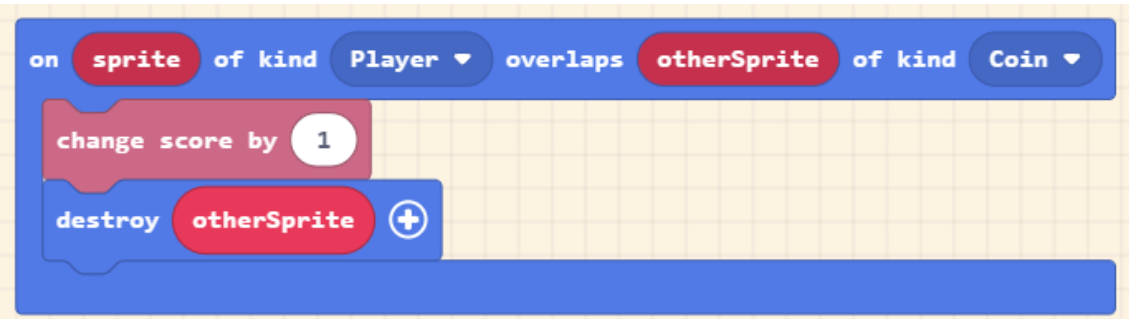 on sprite of kind Player overlaps otherSprite of kind Coin
change score by 1
destroy otherSprite